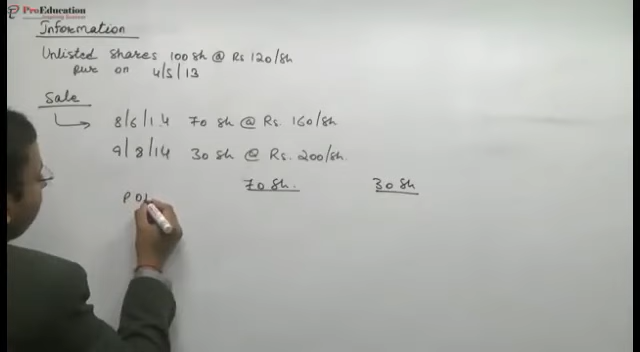 ProEducation
Information
Unlisted Shares 100 Sh @ Rs 120/Sh
pur on 4/5/13
Sale
8/6/14 70 Sh @ Rs. 160/Sh
9/8/14 30 Sh @ Rs. 200/Sh.
70 Sh. 30 Sh
POH